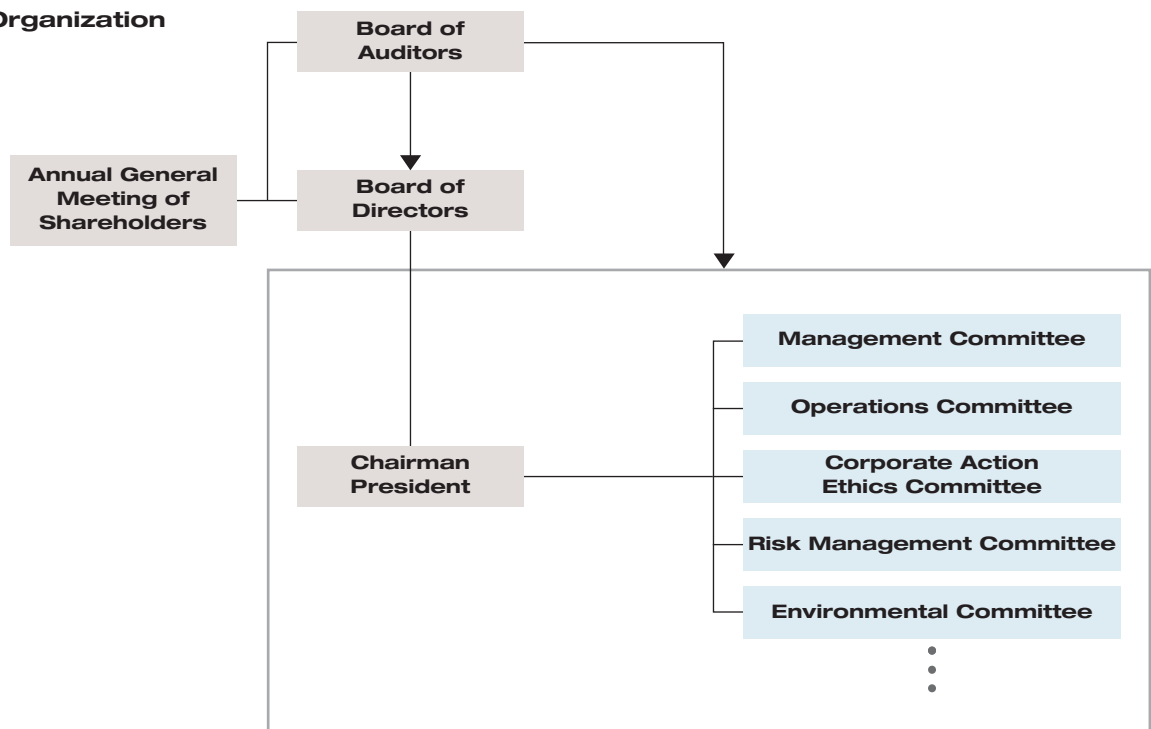 Organization
Board of
Auditors
Annual General
Meeting of
Shareholders
Board of
Directors
Management Committee
Operations Committee
Chairman
President
Corporate Action
Ethics Committee
Risk Management Committee
Environmental Committee